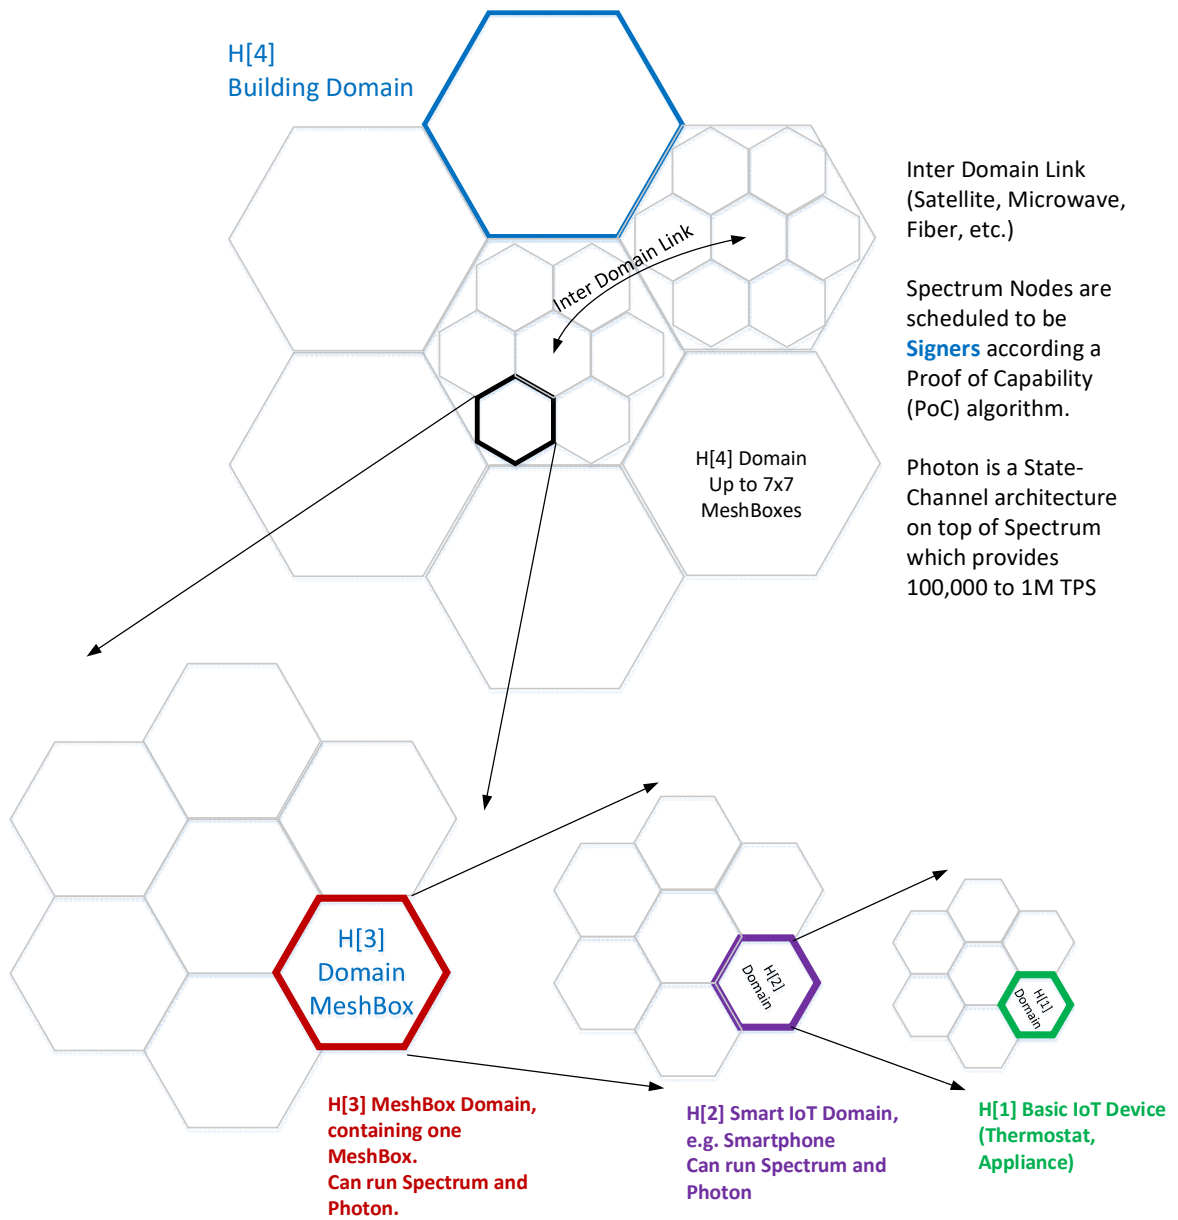 H[4]
Building Domain
Inter Domain Link
(Satellite, Microwave,
Fiber, etc.)
Spectrum Nodes are
scheduled to be
Signers according a
Proof of Capability
(PoC) algorithm.
Photon is a State-
Channel architecture
on top of Spectrum
which provides
100,000 to 1M TPS
Inter Domain Link
H[4] Domain
Up to 7x7
MeshBoxes
H[3]
Domain
MeshBox
H[2]
Domain
H[1]
Domain
H[3] MeshBox Domain,
containing one
MeshBox.
Can run Spectrum and
Photon.
H[2] Smart IoT Domain,
e.g. Smartphone
Can run Spectrum and
Photon
H[1] Basic IoT Device
(Thermostat,
Appliance)